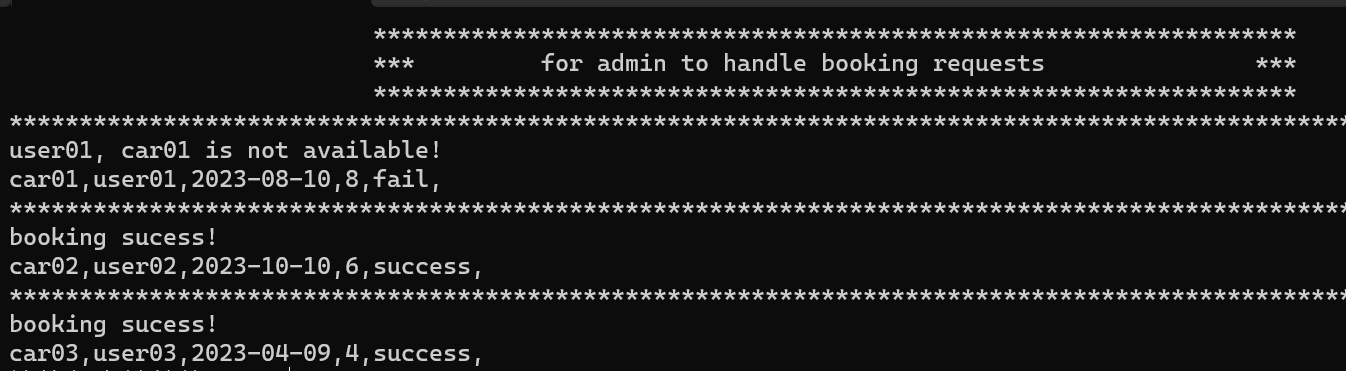 ******************************************************************
***         for admin to handle booking requests               ***
******************************************************************
************************************************************************************************
user01, car01 is not available!
car01,user01,2023-08-10,8,fail,
************************************************************************************************
booking sucess!
car02,user02,2023-10-10,6,success,
************************************************************************************************
booking sucess!
car03,user03,2023-04-09,4,success,